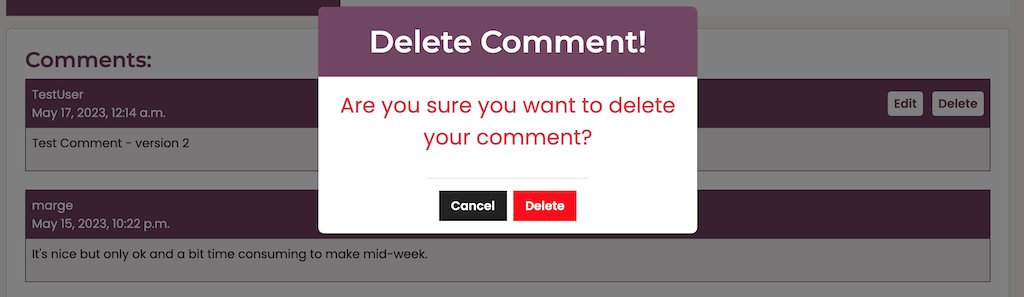 Delete Comment!
Are you sure you want to delete
your comment?
Cancel Delete
Comments:
TestUser
May 17, 2023, 12:14 a.m.
Edit Delete
Test Comment - version 2
marge
May 15, 2023, 10:22 p.m.
It's nice but only ok and a bit time consuming to make mid-week.